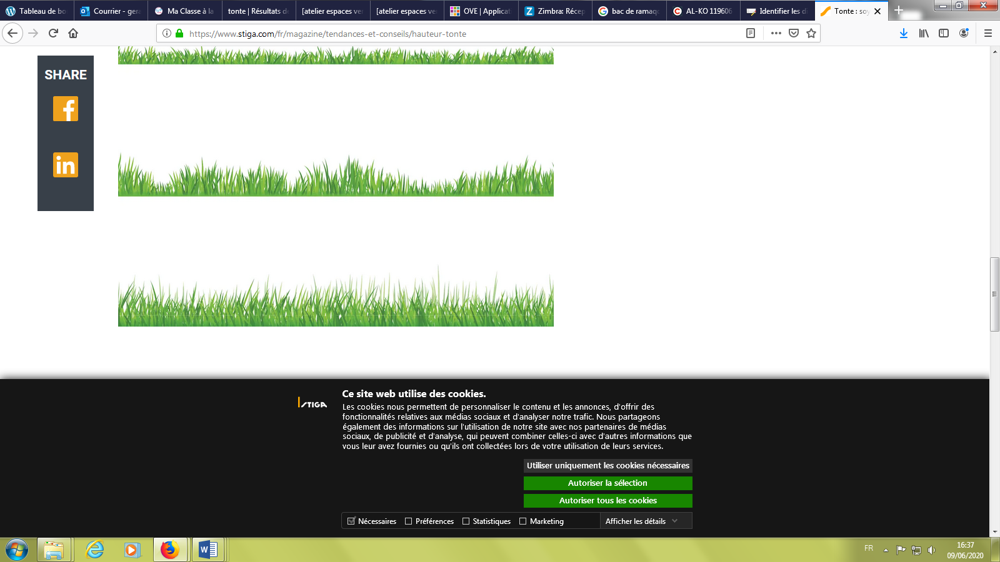 Tableau de bo
Courrier - gera
Ma Classe à la
tonte | Résultats de
[atelier espaces ver
[atelier espaces ver
OVE | Applicat
Zimbra: Récep
bac de ramaqo
AL-KO 119606
Identifier les di
Tonte : soy
https://www.stiga.com/fr/magazine/tendances-et-conseils/hauteur-tonte
SHARE
STIGA
Ce site web utilise des cookies.
Les cookies nous permettent de personnaliser le contenu et les annonces, d'offrir des
fonctionnalités relatives aux médias sociaux et d'analyser notre trafic. Nous partageons
également des informations sur l'utilisation de notre site avec nos partenaires de médias
sociaux, de publicité et d'analyse, qui peuvent combiner celles-ci avec d'autres informations que
vous leur avez fournies ou qu'ils ont collectées lors de votre utilisation de leurs services.
Utiliser uniquement les cookies nécessaires
Autoriser la sélection
Autoriser tous les cookies
Nécessaires
Préférences
Statistiques
Marketing
Afficher les détails
FR
16:37
09/06/2020